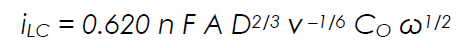 iLC = 0.620 n F A D2/3 ν –1/6 CO ω1/2